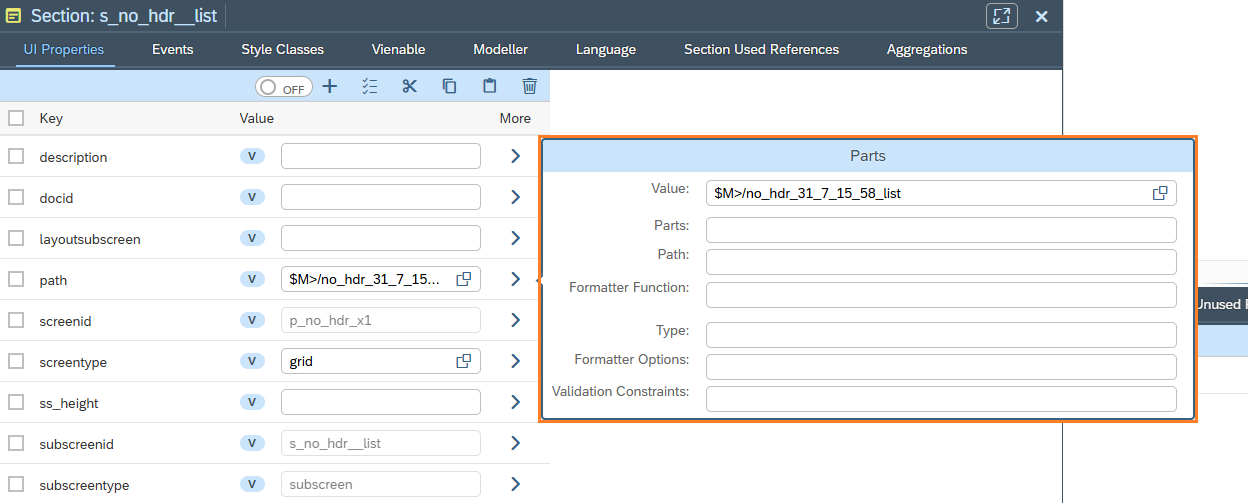 Section: s_no_hdr__list
UI Properties Events Style Classes Vienable Modeller Language Section Used References Aggregations
OFF
Key Value More
description V
docid V
layoutsubscreen V
path V $M>/no_hdr_31_7_15...
screenid V p_no_hdr_x1
screentype V grid
ss_height V
subscreenid V s_no_hdr__list
subscreentype V subscreen
Parts
Value: $M>/no_hdr_31_7_15_58_list
Parts:
Path:
Formatter Function:
Type:
Formatter Options:
Validation Constraints:
Unused